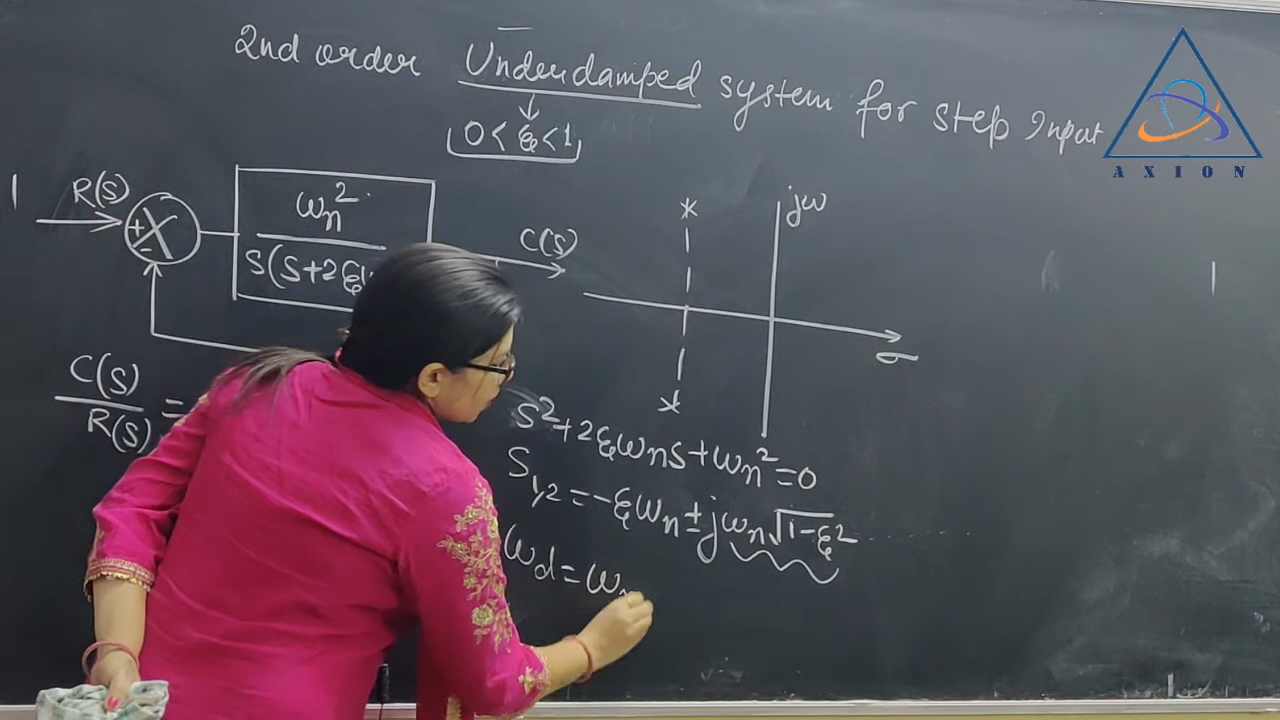 2nd order Underdamped system for step Input
0 < ξ < 1
AXION
R(S)
+
-
ωn²
S(S+2ξ
C(S)
jω
σ
C(S)
R(S)
=
S²+2ξωnS+ωn²=0
S1,2=-ξωn±jωn√1-ξ²
ωd=ωn